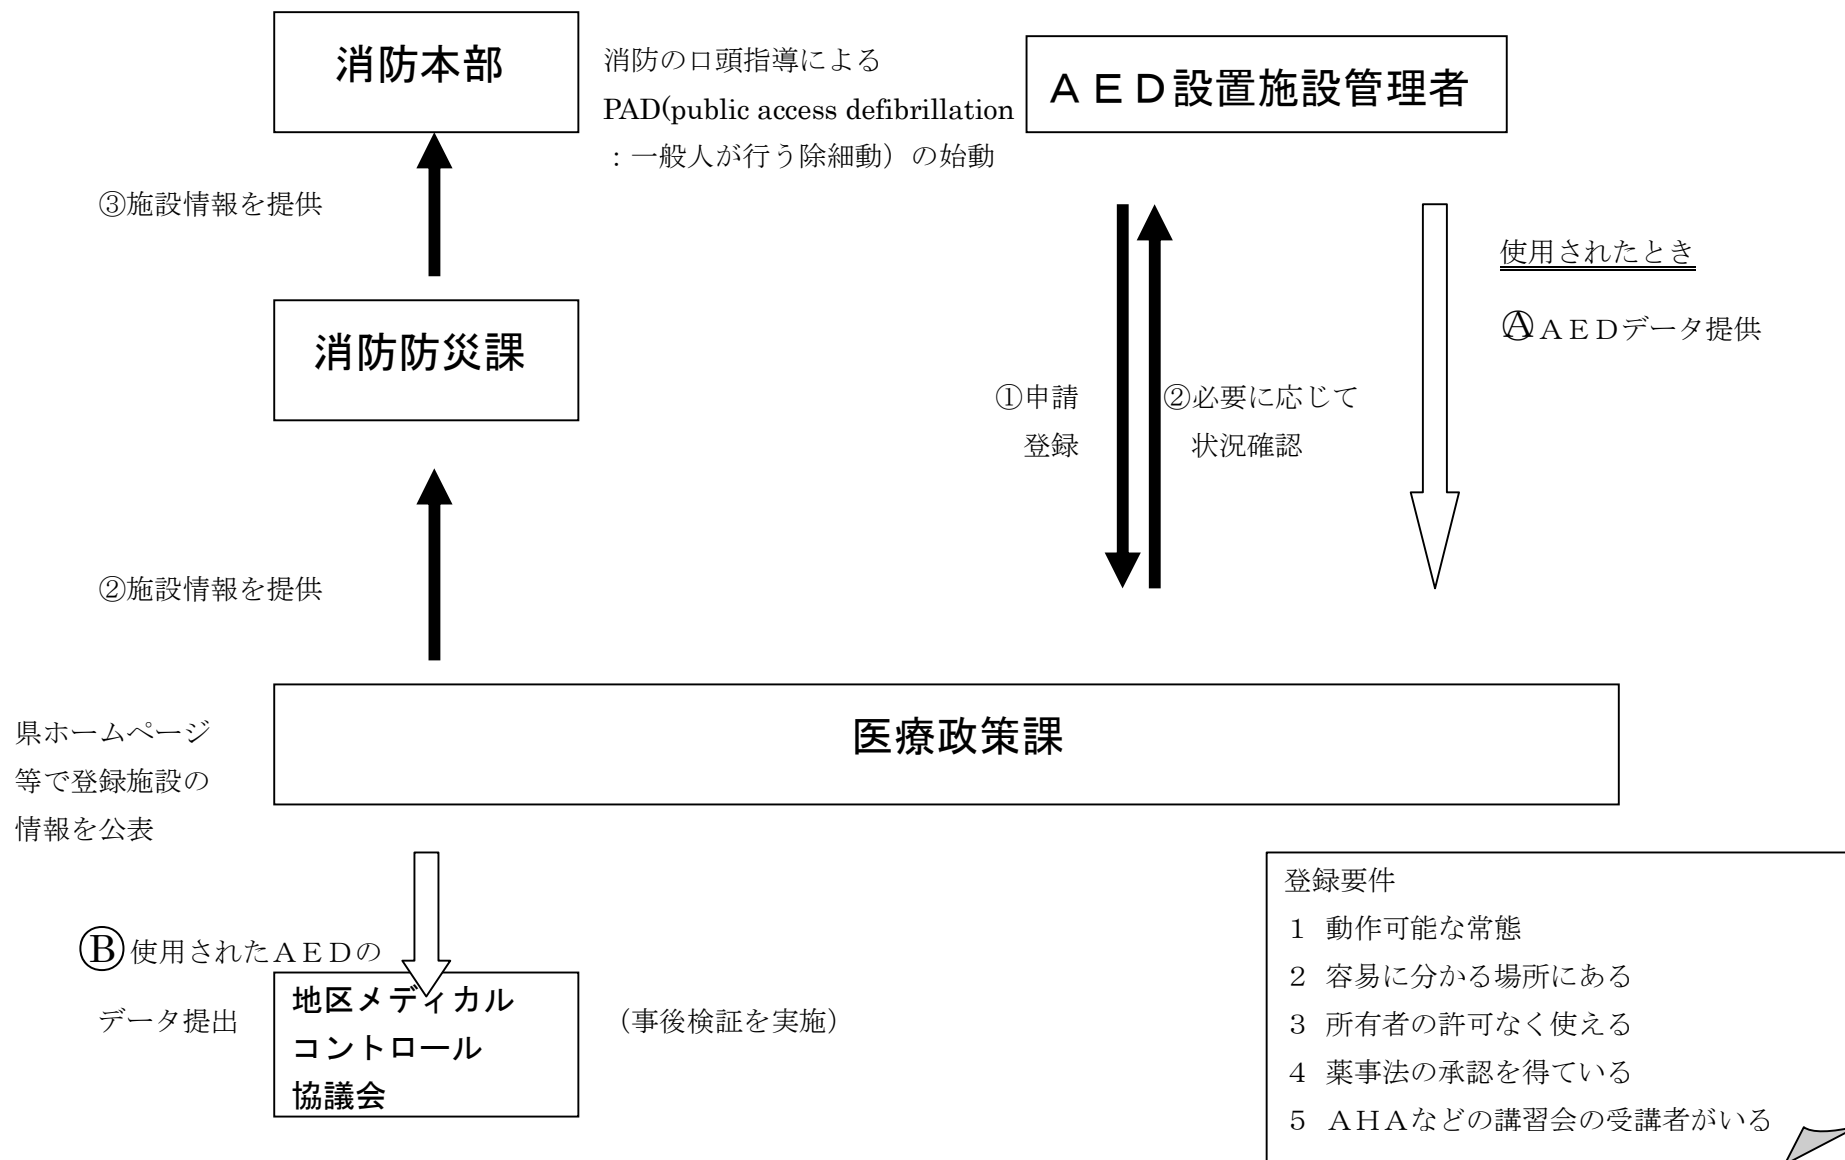 消防本部
消防の口頭指導による
PAD(public access defibrillation
：一般人が行う除細動）の始動
ＡＥＤ設置施設管理者
③施設情報を提供
使用されたとき
ⒶＡＥＤデータ提供
消防防災課
①申請
登録
②必要に応じて
状況確認
②施設情報を提供
医療政策課
県ホームページ
等で登録施設の
情報を公表
Ⓑ使用されたＡＥＤの
データ提出
地区メディカル
コントロール
協議会
（事後検証を実施）
登録要件
１ 動作可能な常態
２ 容易に分かる場所にある
３ 所有者の許可なく使える
４ 薬事法の承認を得ている
５ ＡＨＡなどの講習会の受講者がいる